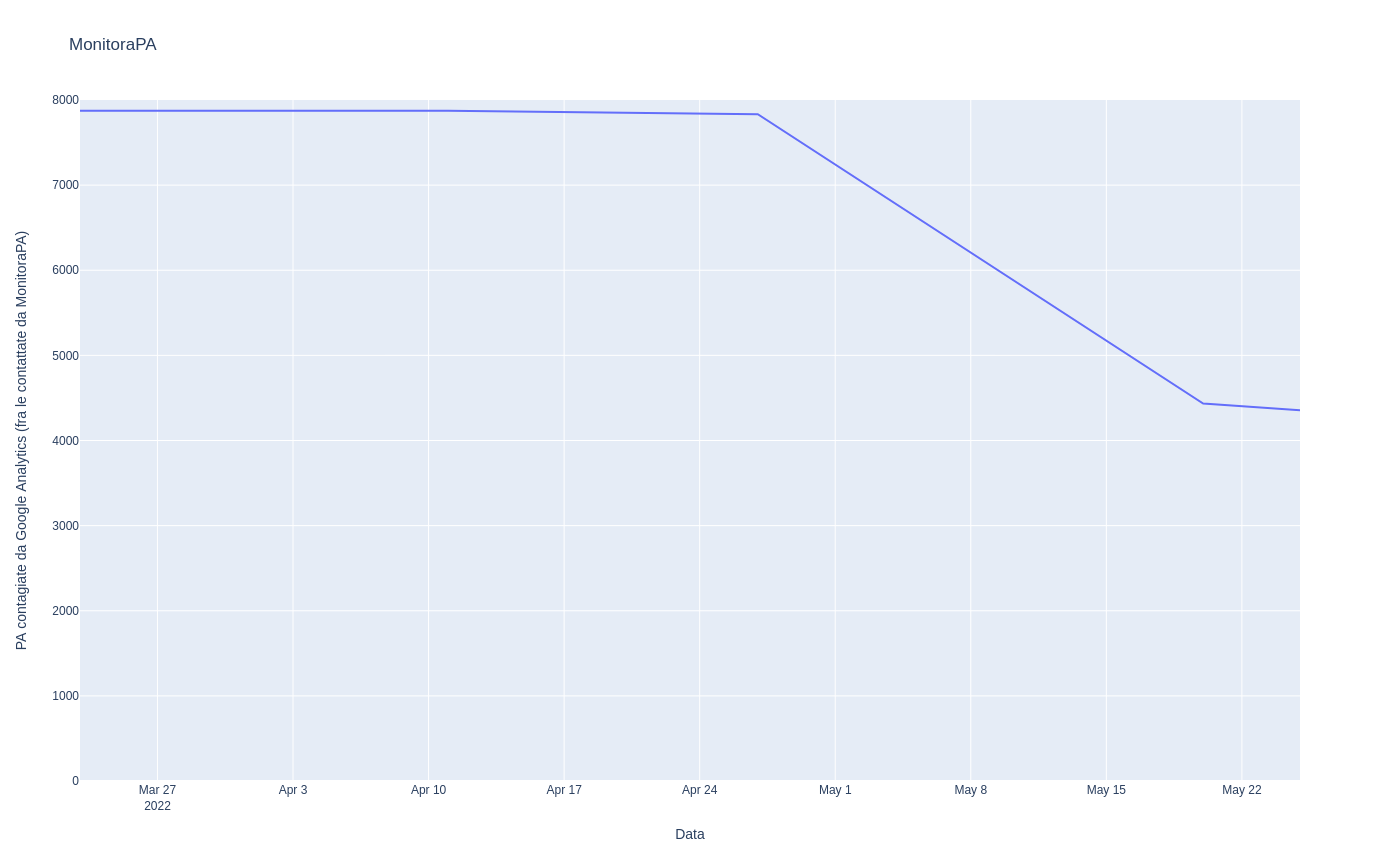 MonitoraPA
8000
7000
6000
5000
4000
3000
2000
1000
0
PA contagiate da Google Analytics (fra le contattate da MonitoraPA)
Mar 27 Apr 3 Apr 10 Apr 17 Apr 24 May 1 May 8 May 15 May 22
2022
Data